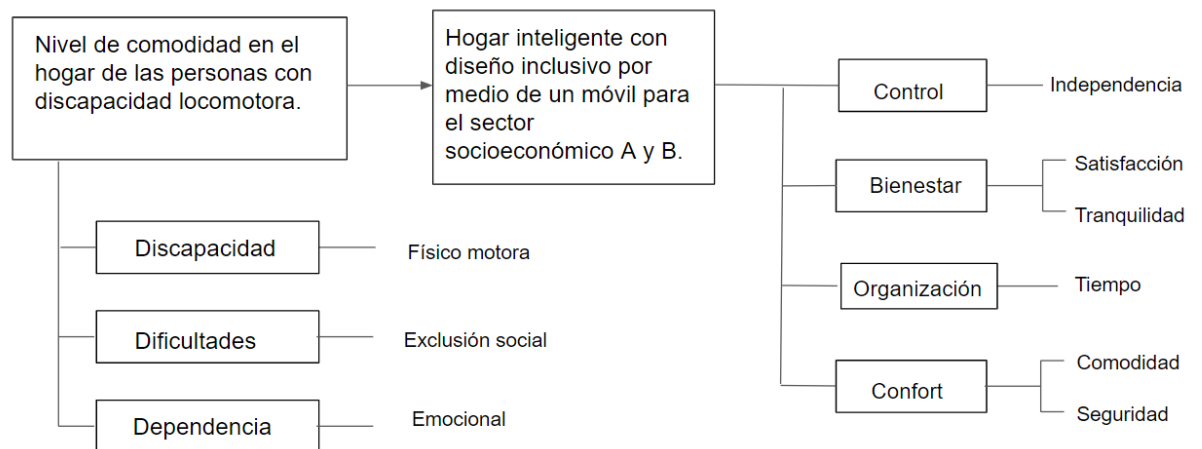 Nivel de comodidad en el
hogar de las personas con
discapacidad locomotora.
Hogar inteligente con
diseño inclusivo por
medio de un móvil para
el sector
socioeconómico A y B.
Discapacidad
Físico motora
Dificultades
Exclusión social
Dependencia
Emocional
Control
Independencia
Bienestar
Satisfacción
Tranquilidad
Organización
Tiempo
Confort
Comodidad
Seguridad